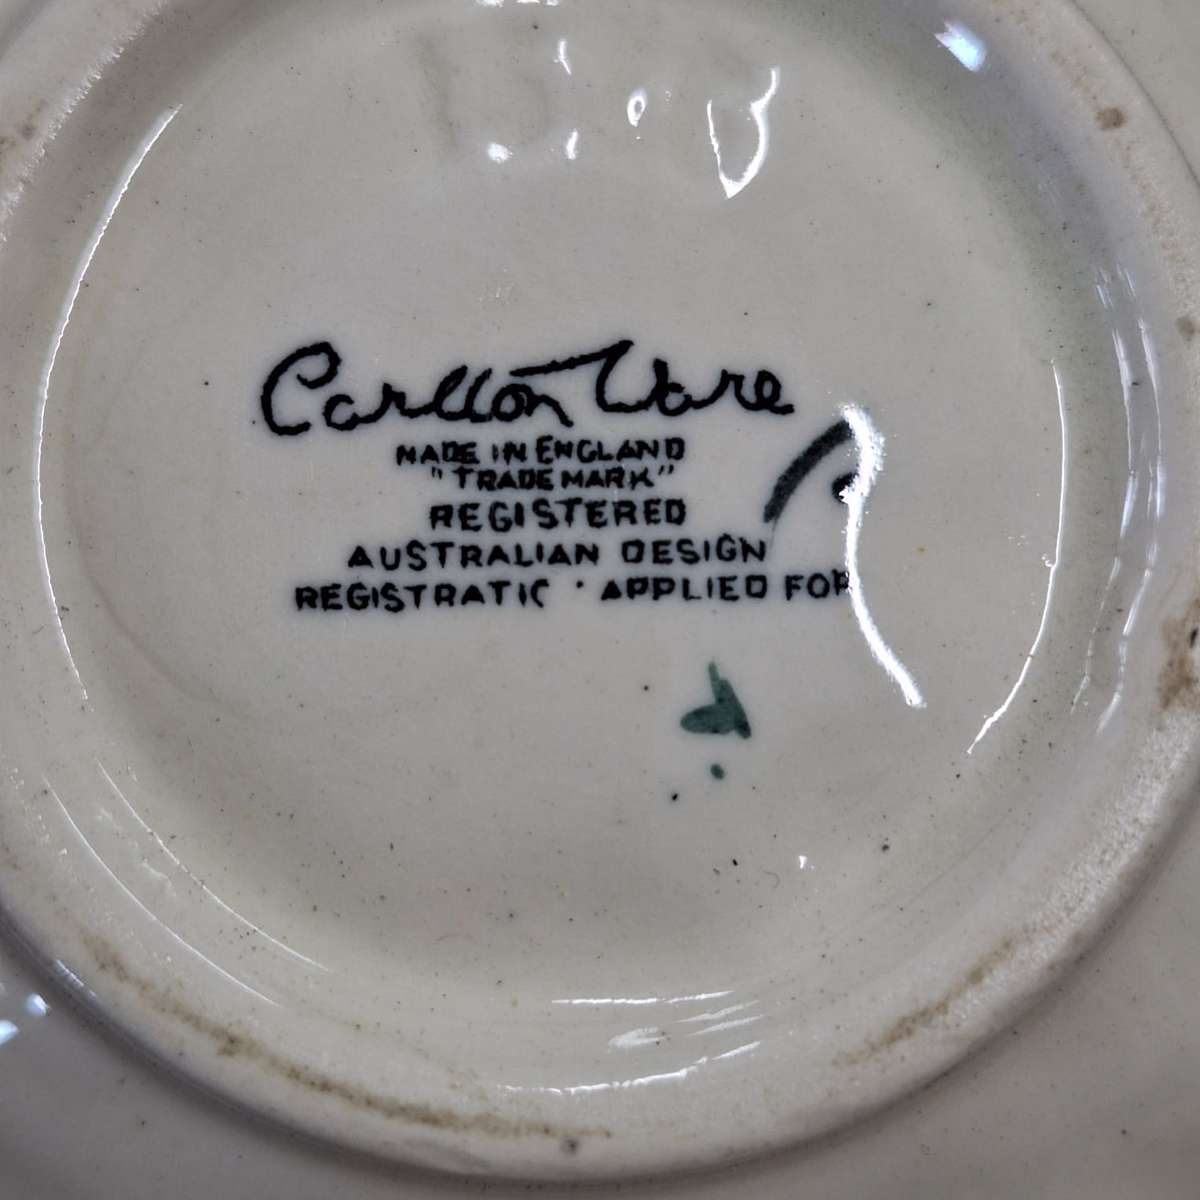 Carlton Ware
MADE IN ENGLAND
"TRADE MARK"
REGISTERED
AUSTRALIAN DESIGN
REGISTRATIC · APPLIED FOR